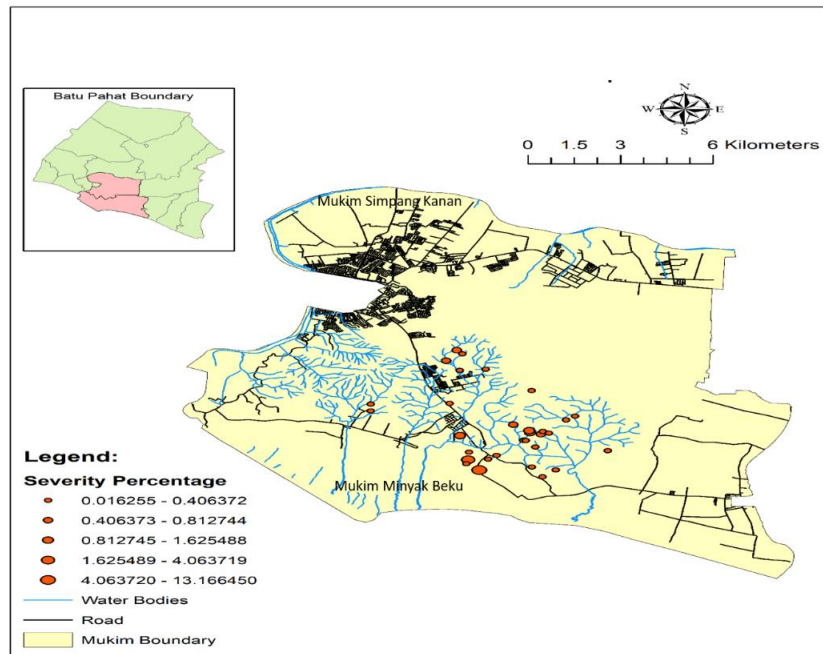 Batu Pahat Boundary
N
W E
S
0 1.5 3 6 Kilometers
Mukim Simpang Kanan
Mukim Minyak Beku
Legend:
Severity Percentage
0.016255 - 0.406372
0.406373 - 0.812744
0.812745 - 1.625488
1.625489 - 4.063719
4.063720 - 13.166450
Water Bodies
Road
Mukim Boundary